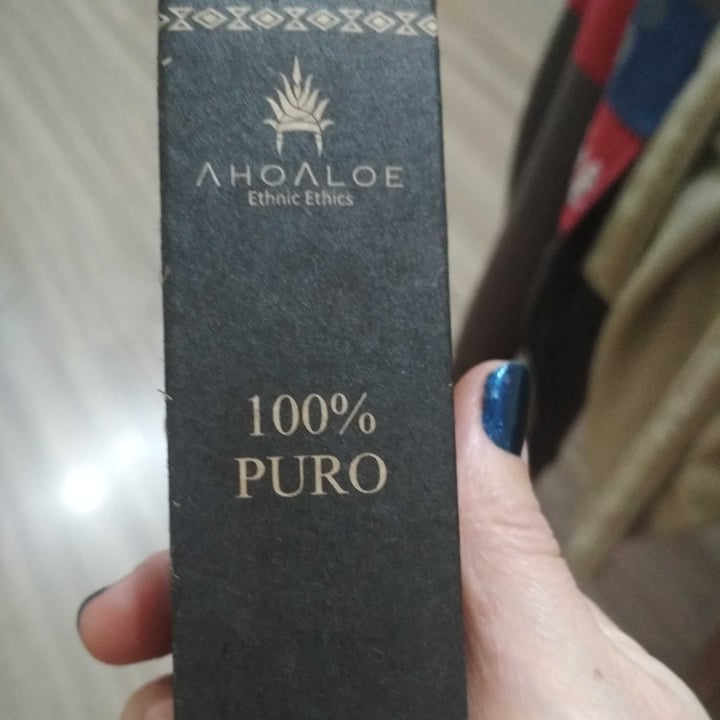 AHOALOE
Ethnic Ethics
100%
PURO